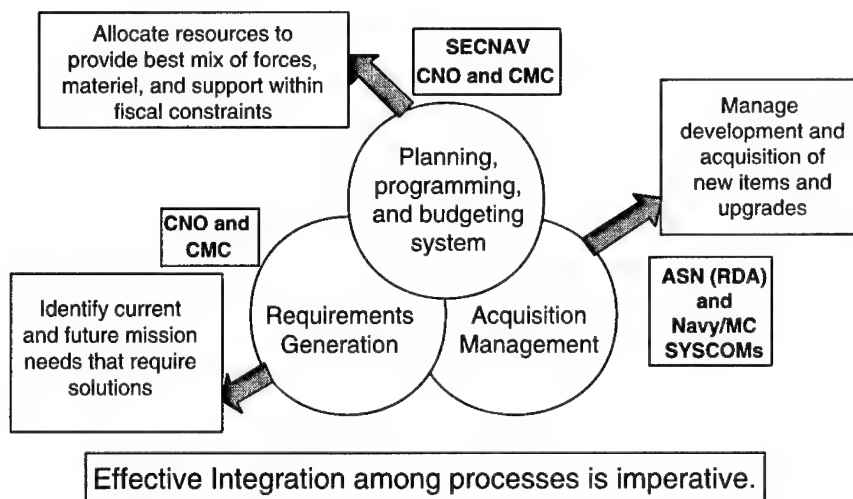 Allocate resources to
provide best mix of forces,
materiel, and support within
fiscal constraints
SECNAV
CNO and CMC
Manage
development and
acquisition of
new items and
upgrades
Planning,
programming,
and budgeting
system
CNO and
CMC
ASN (RDA)
and
Navy/MC
SYSCOMs
Identify current
and future mission
needs that require
solutions
Requirements
Generation
Acquisition
Management
Effective Integration among processes is imperative.